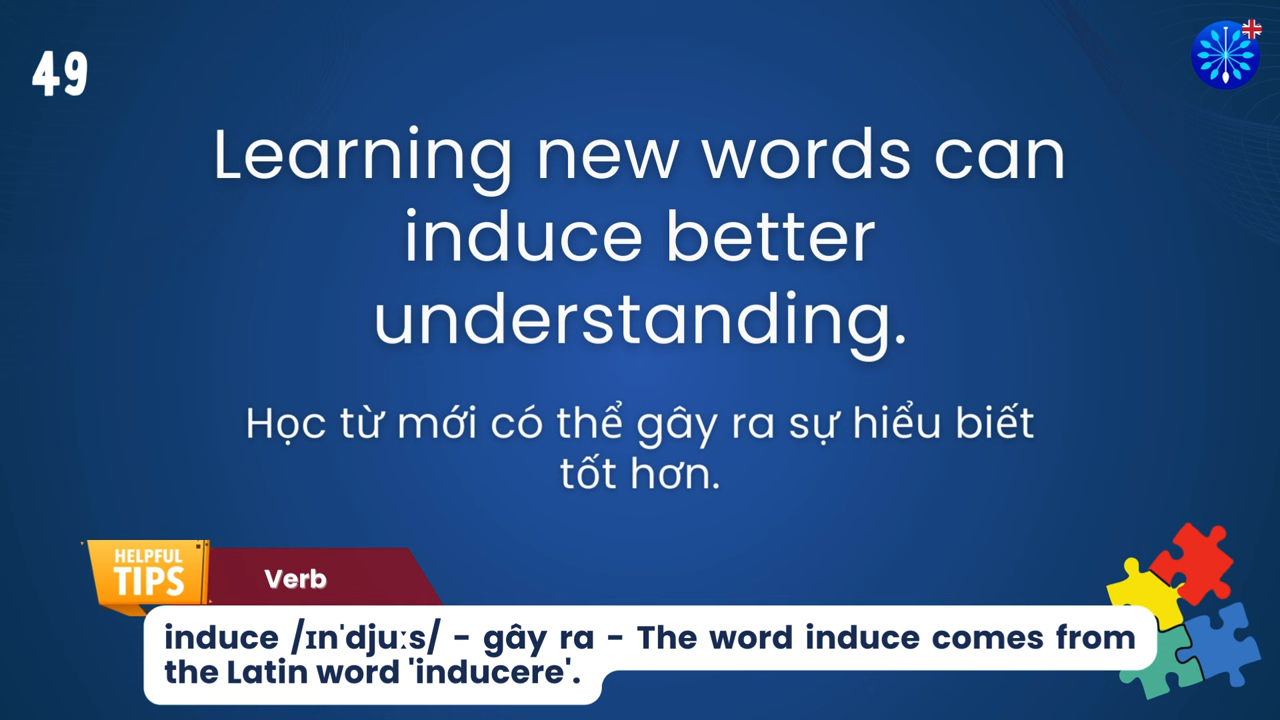 49
Learning new words can
induce better
understanding.
Học từ mới có thể gây ra sự hiểu biết
tốt hơn.
HELPFUL
TIPS
Verb
induce /ɪnˈdjuːs/ - gây ra - The word induce comes from
the Latin word 'inducere'.